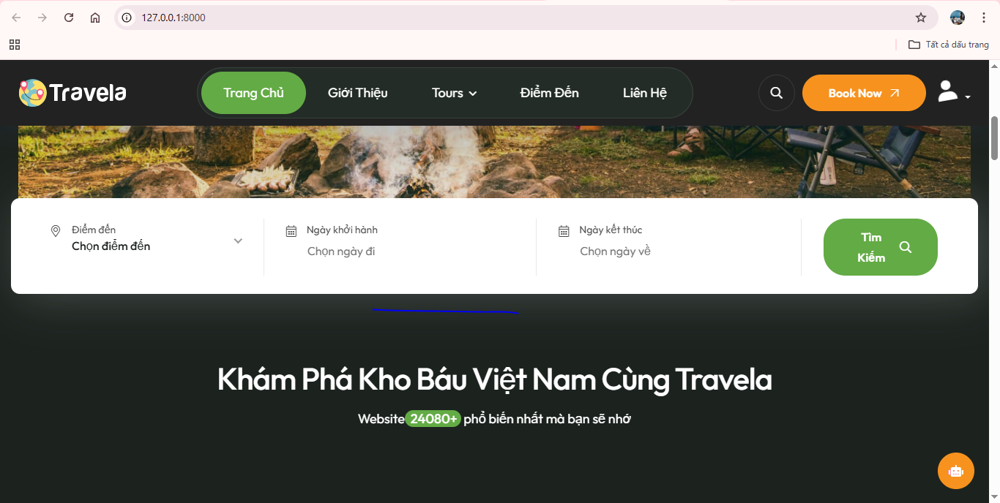 127.0.0.1:8000
Tất cả dấu trang
Travela
Trang Chủ
Giới Thiệu
Tours
Điểm Đến
Liên Hệ
Book Now
Điểm đến
Chọn điểm đến
Ngày khởi hành
Chọn ngày đi
Ngày kết thúc
Chọn ngày về
Tìm
Kiếm
Khám Phá Kho Báu Việt Nam Cùng Travela
Website 24080+ phổ biến nhất mà bạn sẽ nhớ